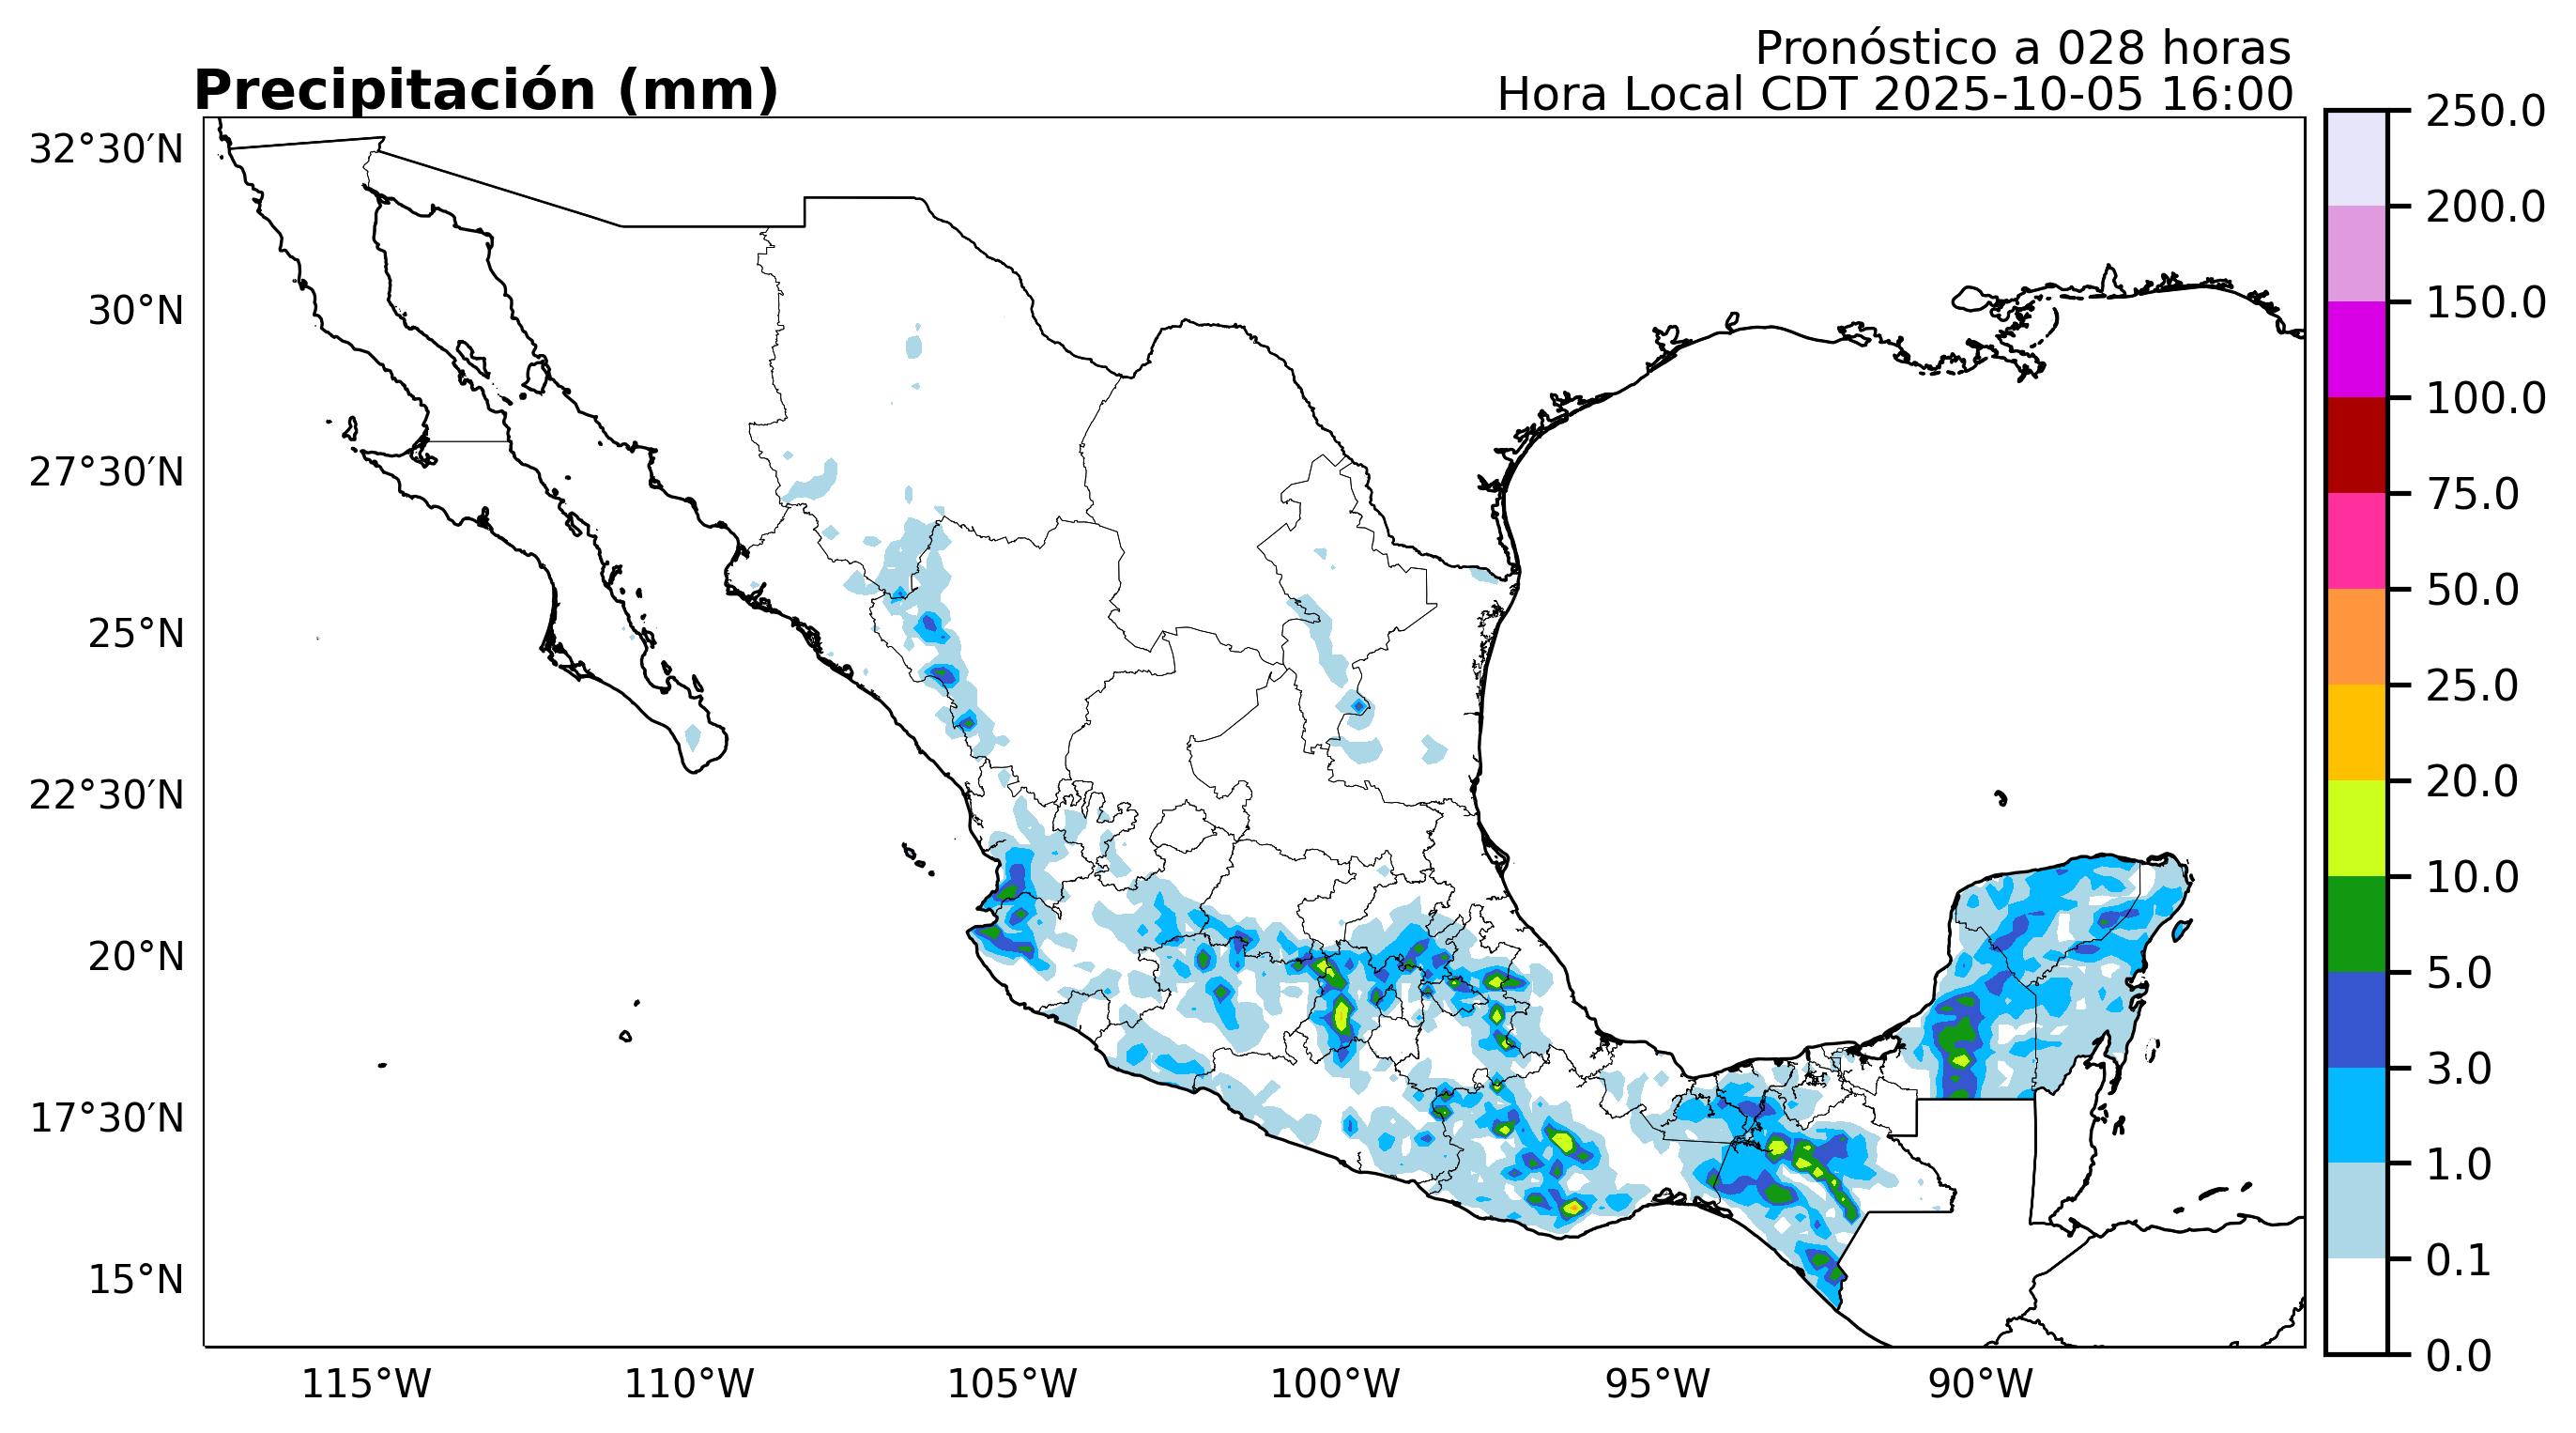 Pronóstico a 028 horas
Precipitación (mm)
Hora Local CDT 2025-10-05 16:00
32°30′N
30°N
27°30′N
25°N
22°30′N
20°N
17°30′N
15°N
115°W
110°W
105°W
100°W
95°W
90°W
250.0
200.0
150.0
100.0
75.0
50.0
25.0
20.0
10.0
5.0
3.0
1.0
0.1
0.0